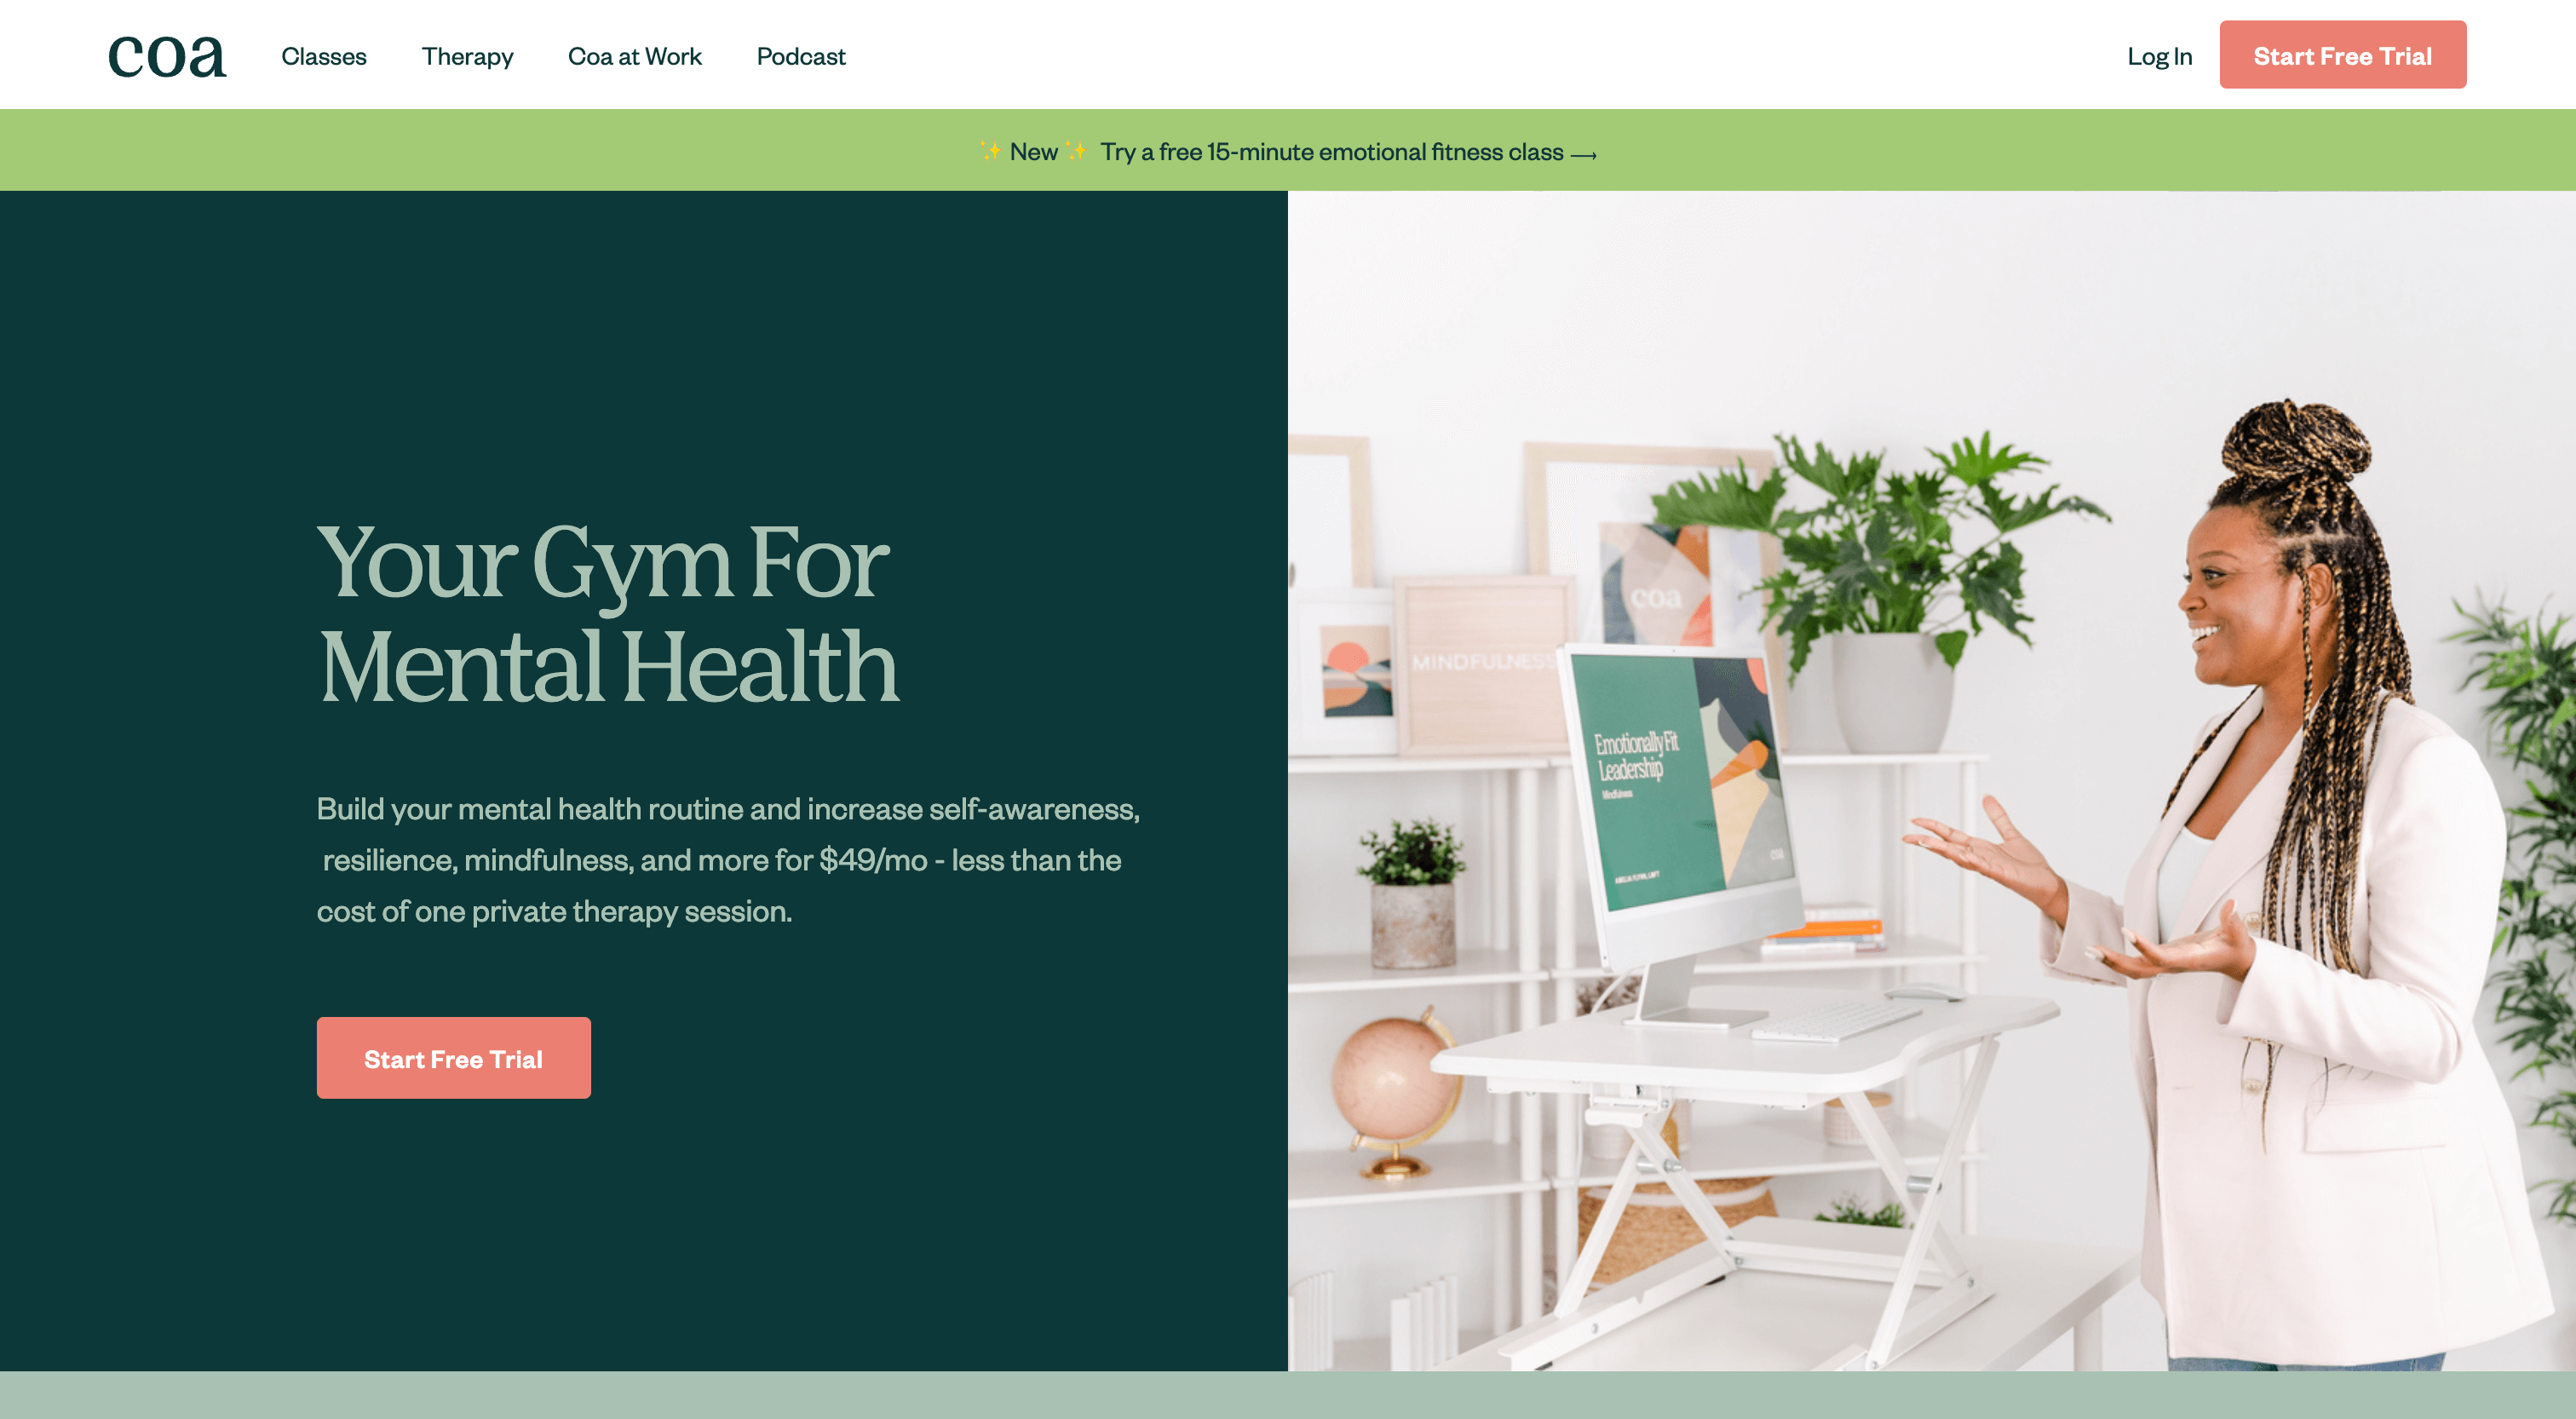 coa
Classes
Therapy
Coa at Work
Podcast
Log In
Start Free Trial
✨ New ✨ Try a free 15-minute emotional fitness class ⟶
Your Gym For
Mental Health
Build your mental health routine and increase self-awareness,
resilience, mindfulness, and more for $49/mo - less than the
cost of one private therapy session.
Start Free Trial
coa
MINDFULNESS
Emotionally Fit
Leadership
Mindfulness
coa